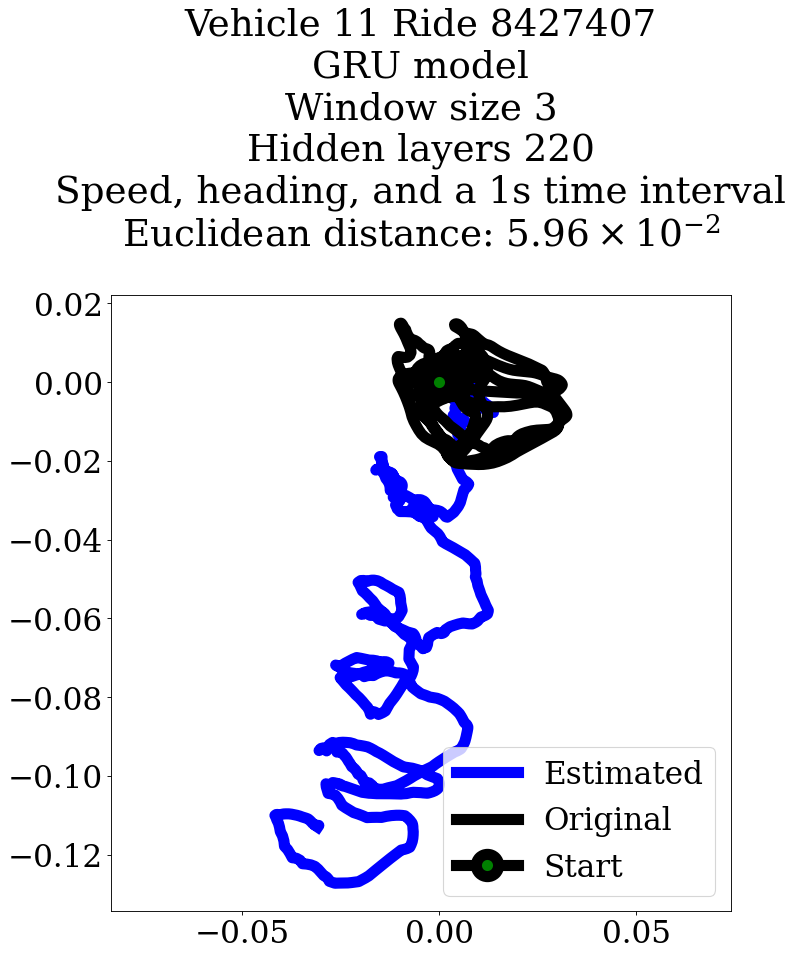 Vehicle 11 Ride 8427407
GRU model
Window size 3
Hidden layers 220
Speed, heading, and a 1s time interval
Euclidean distance: 5.96 × 10⁻²
0.02
0.00
−0.02
−0.04
−0.06
−0.08
−0.10
−0.12
Estimated
Original
Start
−0.05 0.00 0.05